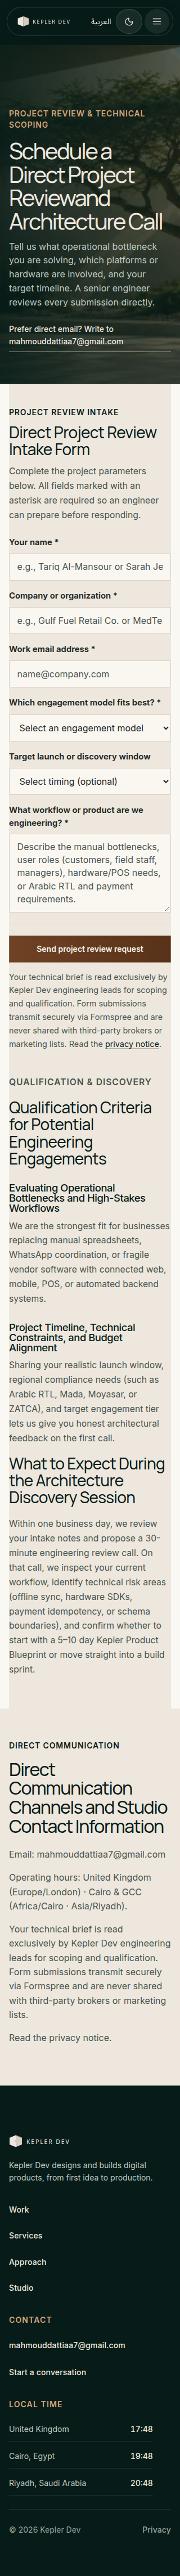 KEPLER DEV
العربية
PROJECT REVIEW & TECHNICAL
SCOPING
Schedule a
Direct Project
Reviewand
Architecture Call
Tell us what operational bottleneck
you are solving, which platforms or
hardware are involved, and your
target timeline. A senior engineer
reviews every submission directly.
Prefer direct email? Write to
mahmouddattiaa7@gmail.com
PROJECT REVIEW INTAKE
Direct Project Review
Intake Form
Complete the project parameters
below. All fields marked with an
asterisk are required so an engineer
can prepare before responding.
Your name *
e.g., Tariq Al-Mansour or Sarah Je
Company or organization *
e.g., Gulf Fuel Retail Co. or MedTe
Work email address *
name@company.com
Which engagement model fits best? *
Select an engagement model
Target launch or discovery window
Select timing (optional)
What workflow or product are we
engineering? *
Describe the manual bottlenecks,
user roles (customers, field staff,
managers), hardware/POS needs,
or Arabic RTL and payment
requirements.
Send project review request
Your technical brief is read exclusively by
Kepler Dev engineering leads for scoping
and qualification. Form submissions
transmit securely via Formspree and are
never shared with third-party brokers or
marketing lists. Read the privacy notice.
QUALIFICATION & DISCOVERY
Qualification Criteria
for Potential
Engineering
Engagements
Evaluating Operational
Bottlenecks and High-Stakes
Workflows
We are the strongest fit for businesses
replacing manual spreadsheets,
WhatsApp coordination, or fragile
vendor software with connected web,
mobile, POS, or automated backend
systems.
Project Timeline, Technical
Constraints, and Budget
Alignment
Sharing your realistic launch window,
regional compliance needs (such as
Arabic RTL, Mada, Moyasar, or
ZATCA), and target engagement tier
lets us give you honest architectural
feedback on the first call.
What to Expect During
the Architecture
Discovery Session
Within one business day, we review
your intake notes and propose a 30-
minute engineering review call. On
that call, we inspect your current
workflow, identify technical risk areas
(offline sync, hardware SDKs,
payment idempotency, or schema
boundaries), and confirm whether to
start with a 5–10 day Kepler Product
Blueprint or move straight into a build
sprint.
DIRECT COMMUNICATION
Direct
Communication
Channels and Studio
Contact Information
Email: mahmouddattiaa7@gmail.com
Operating hours: United Kingdom
(Europe/London) · Cairo & GCC
(Africa/Cairo · Asia/Riyadh).
Your technical brief is read
exclusively by Kepler Dev engineering
leads for scoping and qualification.
Form submissions transmit securely
via Formspree and are never shared
with third-party brokers or marketing
lists.
Read the privacy notice.
KEPLER DEV
Kepler Dev designs and builds digital
products, from first idea to production.
Work
Services
Approach
Studio
CONTACT
mahmouddattiaa7@gmail.com
Start a conversation
LOCAL TIME
United Kingdom 17:48
Cairo, Egypt 19:48
Riyadh, Saudi Arabia 20:48
© 2026 Kepler Dev Privacy